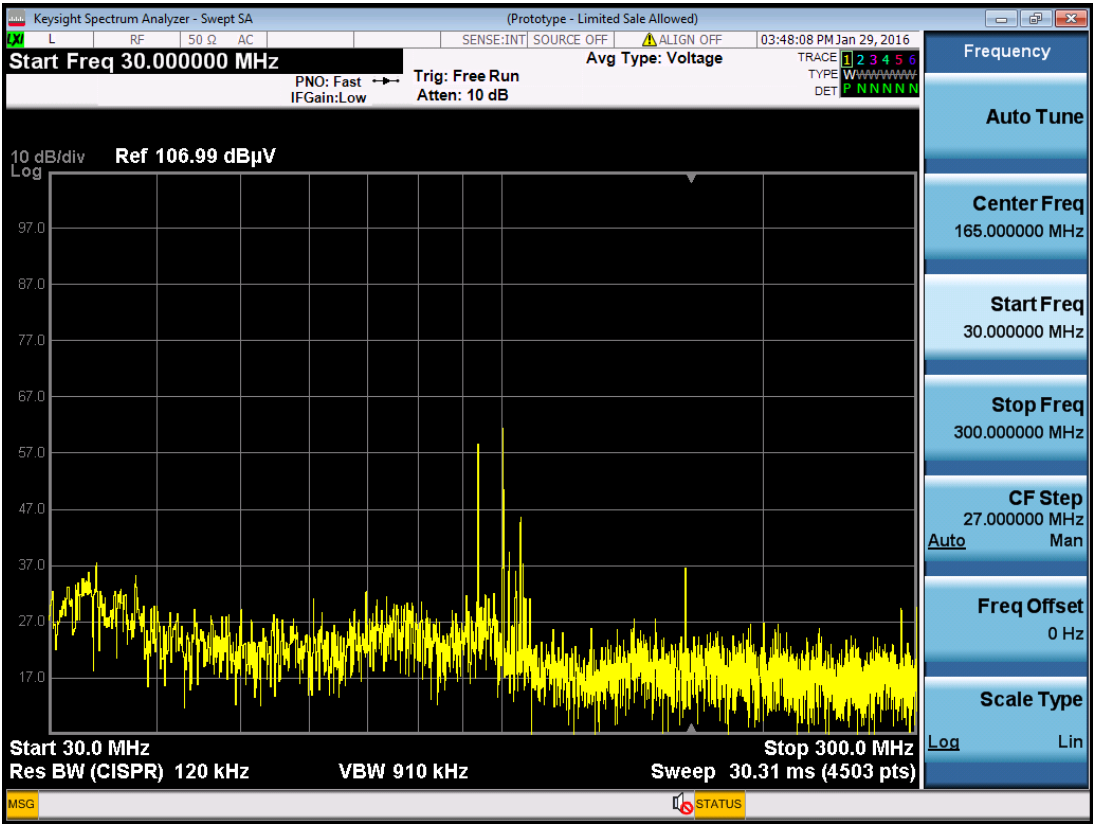 Keysight Spectrum Analyzer - Swept SA (Prototype - Limited Sale Allowed)
LXI L RF 50 Ω AC SENSE:INT SOURCE OFF ALIGN OFF 03:48:08 PM Jan 29, 2016
Start Freq 30.000000 MHz
PNO: Fast
IFGain:Low
Trig: Free Run
Atten: 10 dB
Avg Type: Voltage
TRACE 1 2 3 4 5 6
TYPE WWWWWW
DET P N N N N N
10 dB/div
Log
Ref 106.99 dBµV
97.0
87.0
77.0
67.0
57.0
47.0
37.0
27.0
17.0
Start 30.0 MHz
Stop 300.0 MHz
Res BW (CISPR) 120 kHz
VBW 910 kHz
Sweep 30.31 ms (4503 pts)
MSG
STATUS
Frequency
Auto Tune
Center Freq
165.000000 MHz
Start Freq
30.000000 MHz
Stop Freq
300.000000 MHz
CF Step
27.000000 MHz
Auto Man
Freq Offset
0 Hz
Scale Type
Log Lin